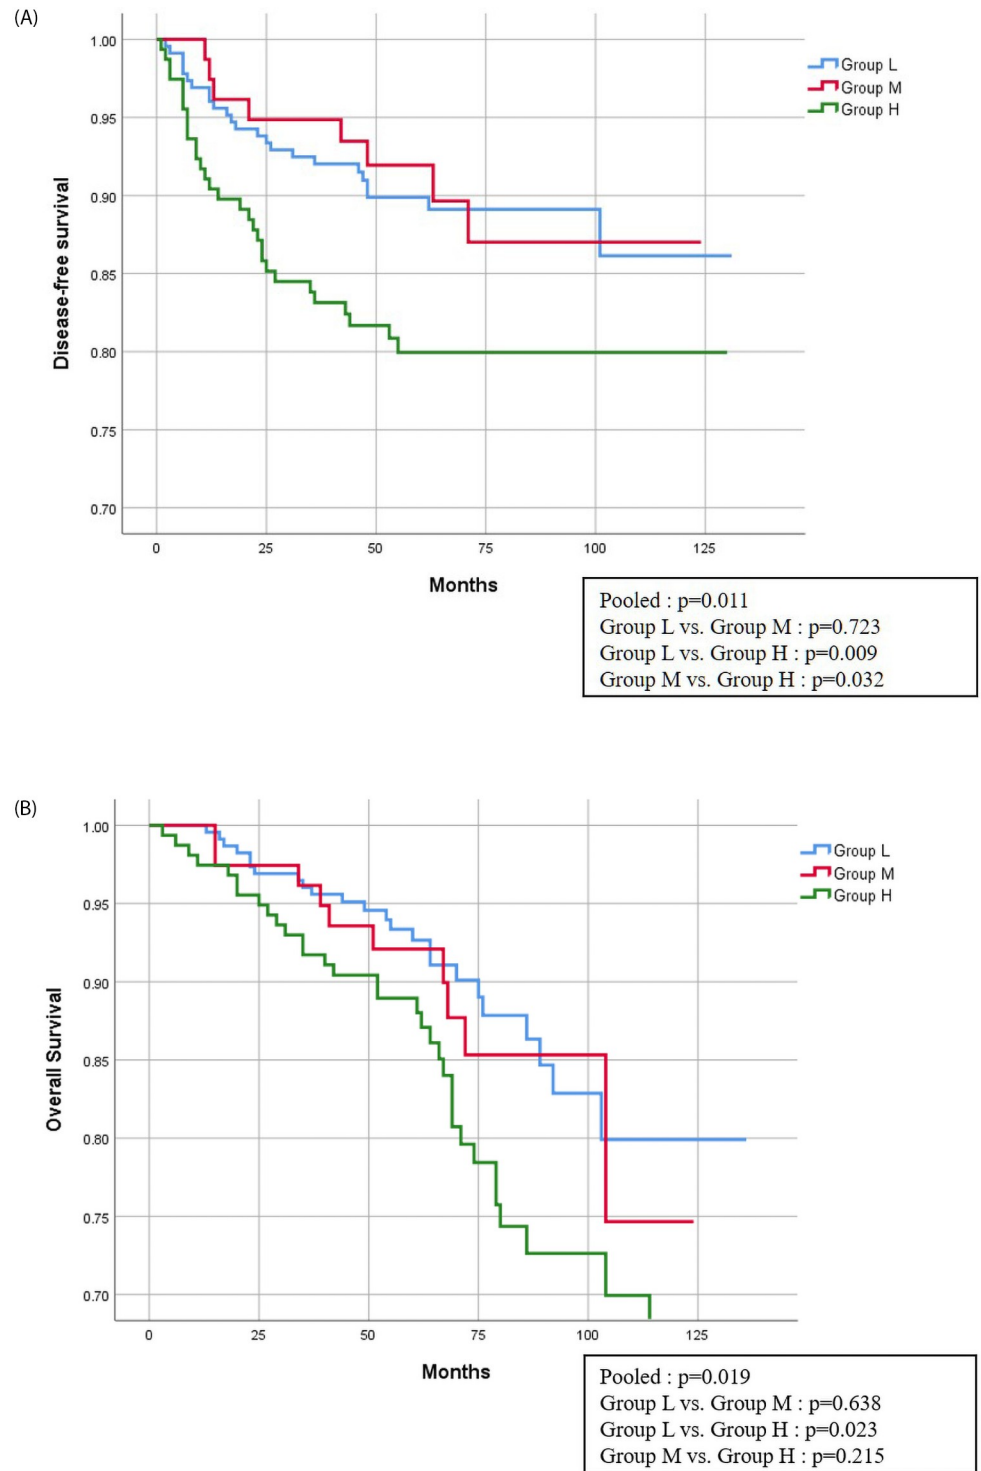 (A)
1.00
0.95
0.90
0.85
0.80
0.75
0.70
Disease-free survival
0 25 50 75 100 125
Months
Group L
Group M
Group H
Pooled : p=0.011
Group L vs. Group M : p=0.723
Group L vs. Group H : p=0.009
Group M vs. Group H : p=0.032
(B)
1.00
0.95
0.90
0.85
0.80
0.75
0.70
Overall Survival
0 25 50 75 100 125
Months
Group L
Group M
Group H
Pooled : p=0.019
Group L vs. Group M : p=0.638
Group L vs. Group H : p=0.023
Group M vs. Group H : p=0.215